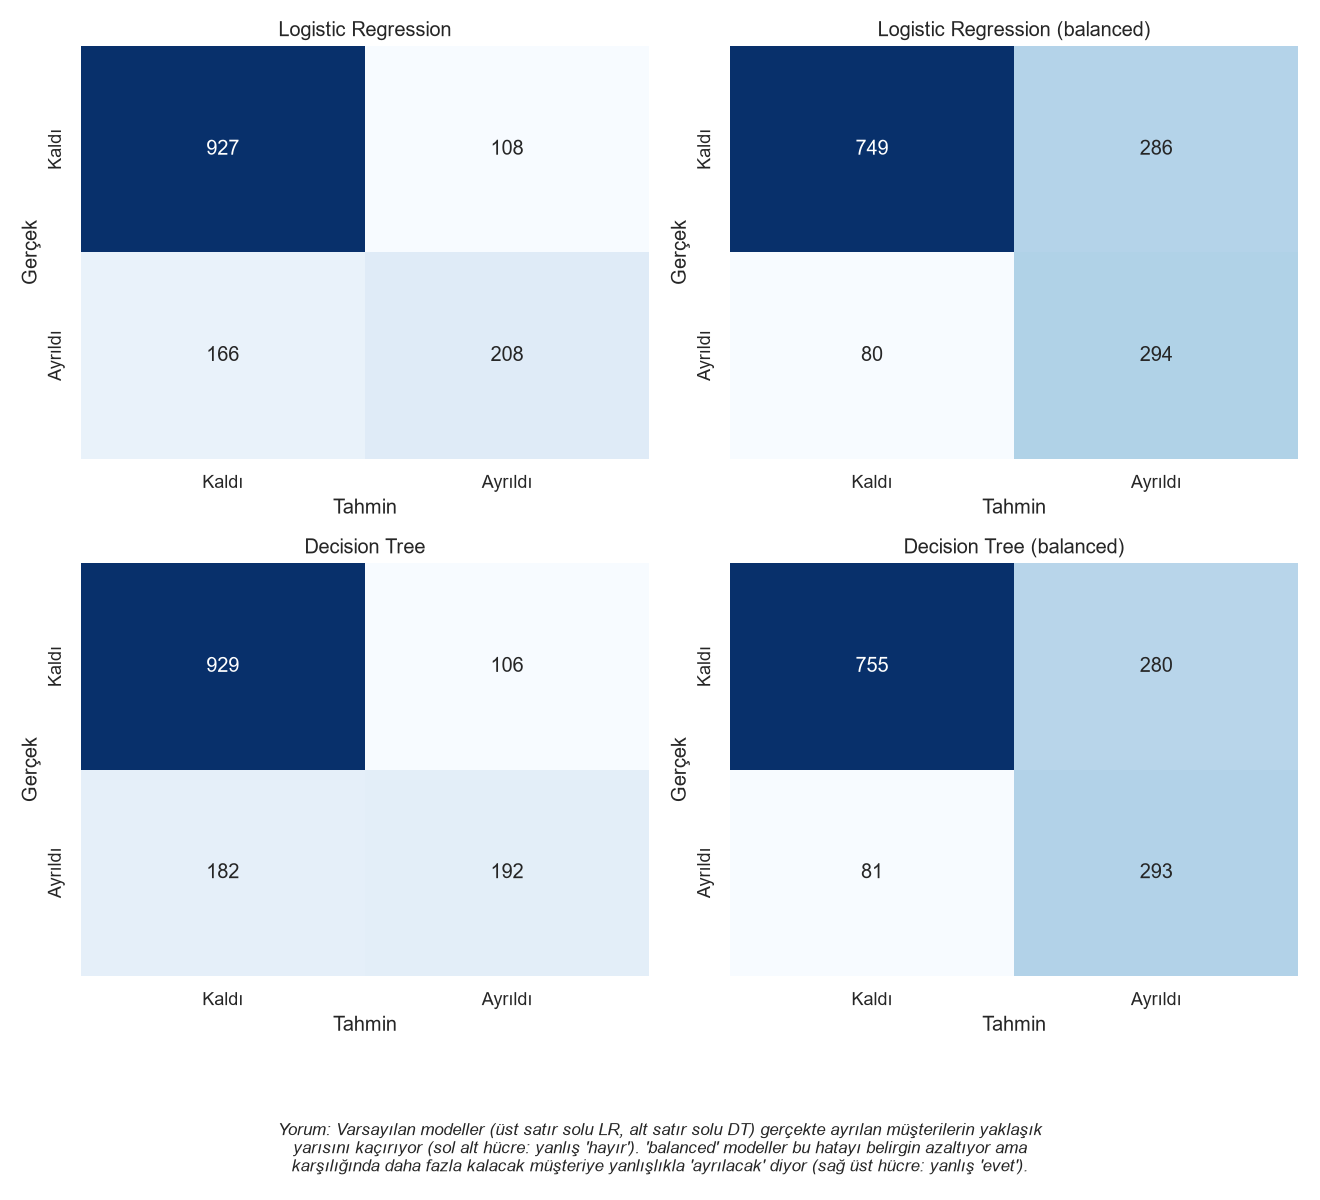 Logistic Regression
Kaldı
927
108
Gerçek
Ayrıldı
166
208
Kaldı
Ayrıldı
Tahmin
Logistic Regression (balanced)
Kaldı
749
286
Gerçek
Ayrıldı
80
294
Kaldı
Ayrıldı
Tahmin
Decision Tree
Kaldı
929
106
Gerçek
Ayrıldı
182
192
Kaldı
Ayrıldı
Tahmin
Decision Tree (balanced)
Kaldı
755
280
Gerçek
Ayrıldı
81
293
Kaldı
Ayrıldı
Tahmin
Yorum: Varsayılan modeller (üst satır solu LR, alt satır solu DT) gerçekte ayrılan müşterilerin yaklaşık
yarısını kaçırıyor (sol alt hücre: yanlış 'hayır'). 'balanced' modeller bu hatayı belirgin azaltıyor ama
karşılığında daha fazla kalacak müşteriye yanlışlıkla 'ayrılacak' diyor (sağ üst hücre: yanlış 'evet').